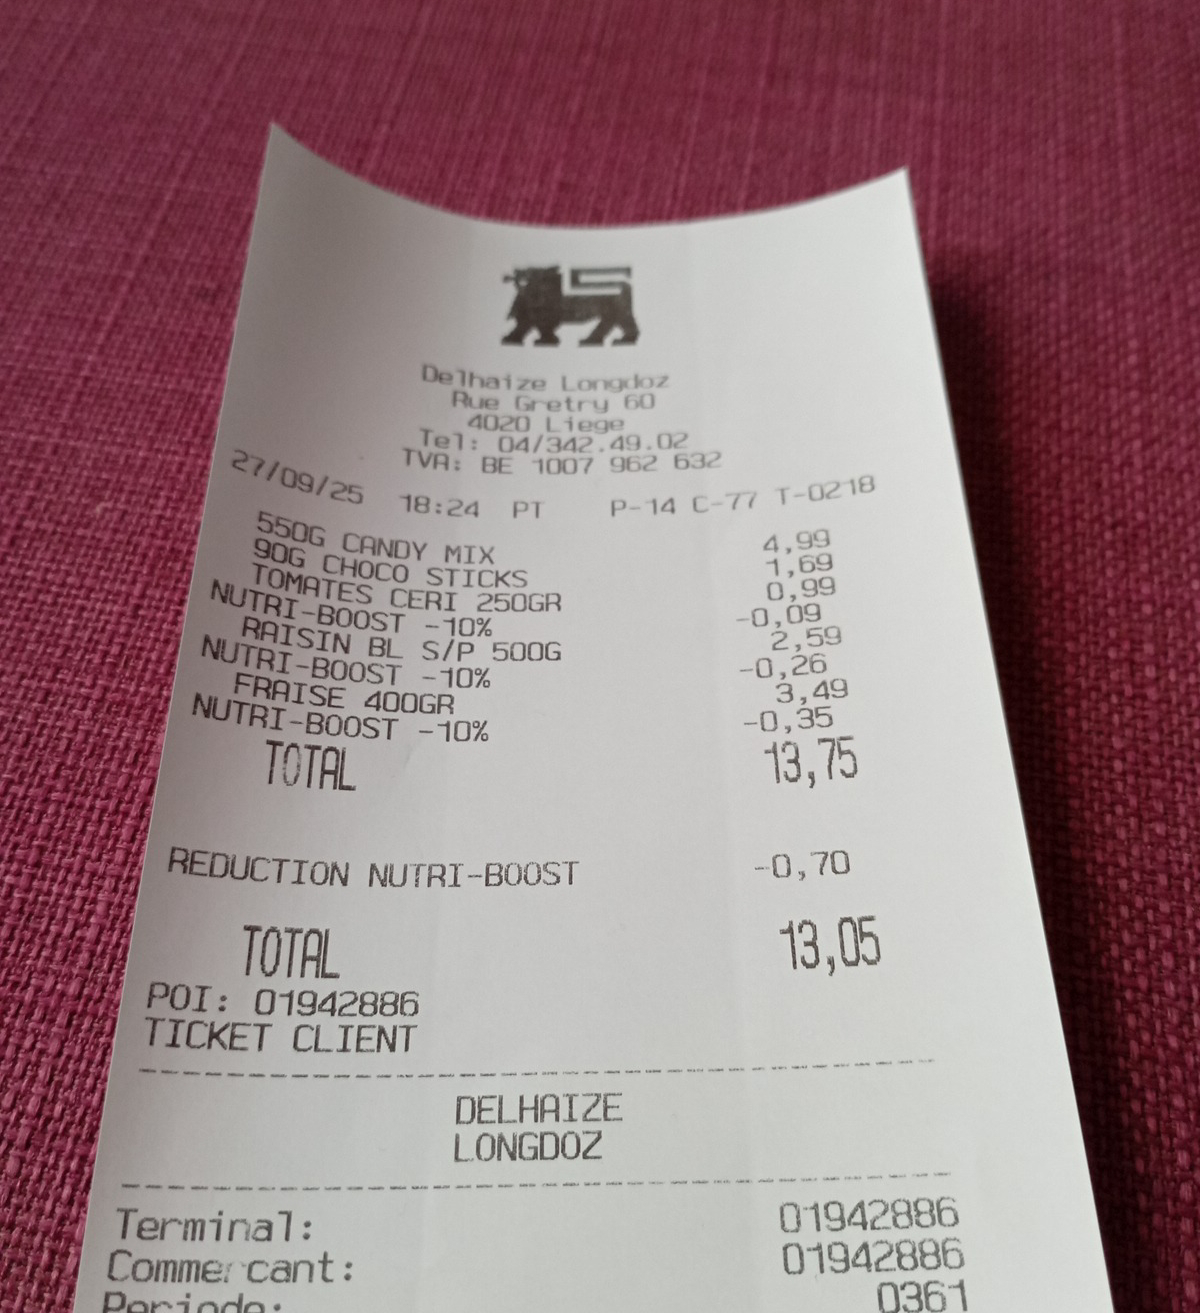 Delhaize Longdoz
Rue Gretry 60
4020 Liege
Tel: 04/342.49.02
TVA: BE 1007 962 632
27/09/25 18:24 PT P-14 C-77 T-0218
550G CANDY MIX 4,99
90G CHOCO STICKS 1,69
TOMATES CERI 250GR 0,99
NUTRI-BOOST -10% -0,09
RAISIN BL S/P 500G 2,59
NUTRI-BOOST -10% -0,26
FRAISE 400GR 3,49
NUTRI-BOOST -10% -0,35
TOTAL 13,75
REDUCTION NUTRI-BOOST -0,70
TOTAL 13,05
POI: 01942886
TICKET CLIENT
DELHAIZE
LONGDOZ
Terminal: 01942886
Commercant: 01942886
Periode: 0361